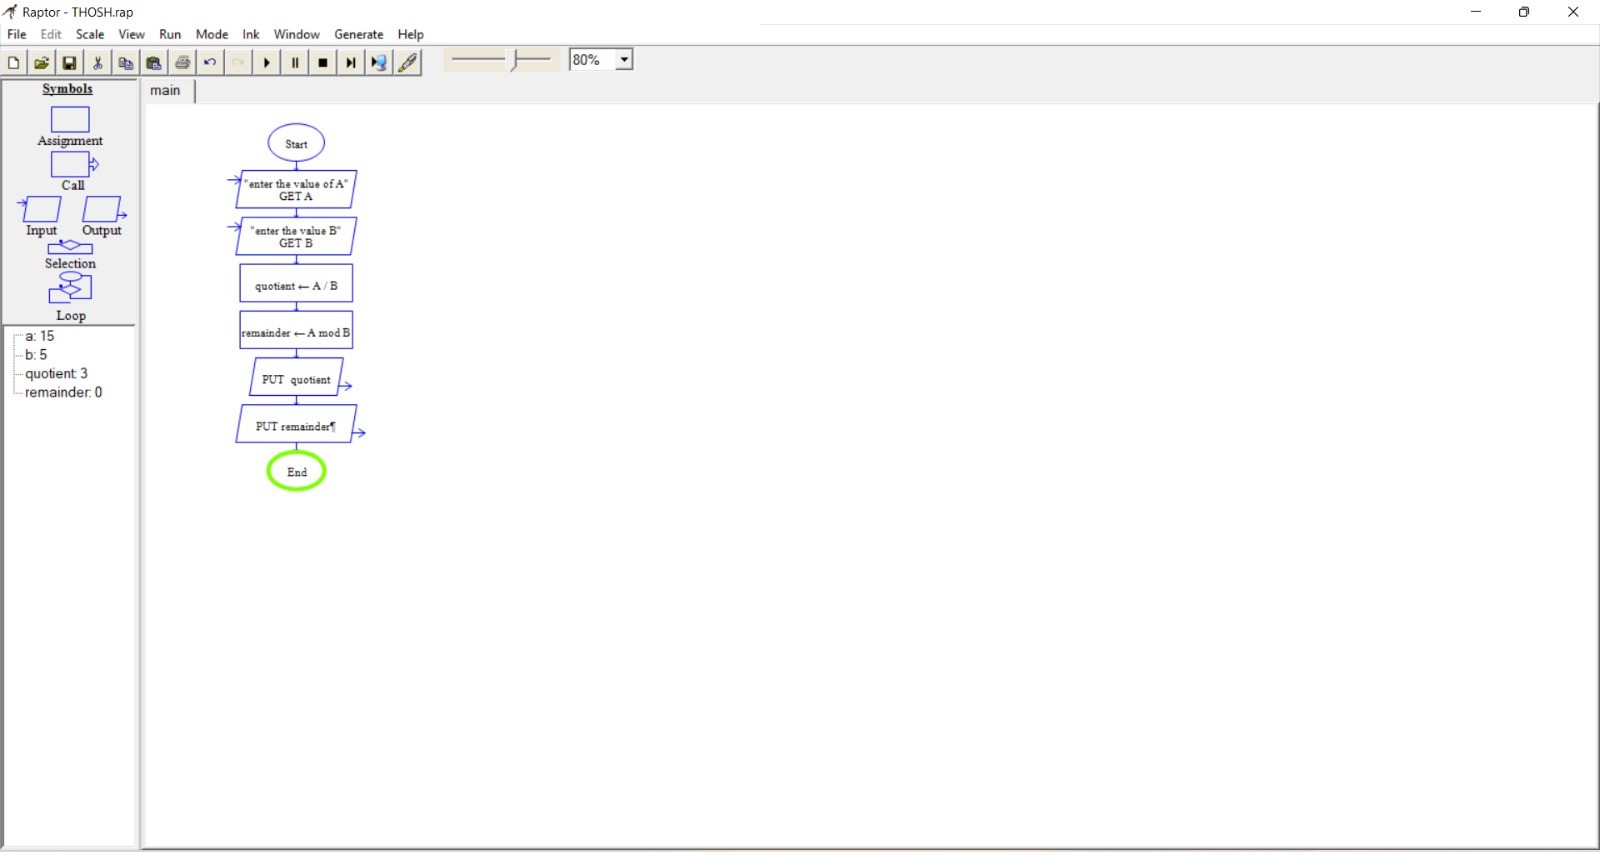 Raptor - THOSH.rap
File Edit Scale View Run Mode Ink Window Generate Help
80%
Symbols
Assignment
Call
Input Output
Selection
Loop
a: 15
b: 5
quotient: 3
remainder: 0
main
Start
"enter the value of A"
GET A
"enter the value B"
GET B
quotient ← A / B
remainder ← A mod B
PUT quotient
PUT remainder¶
End